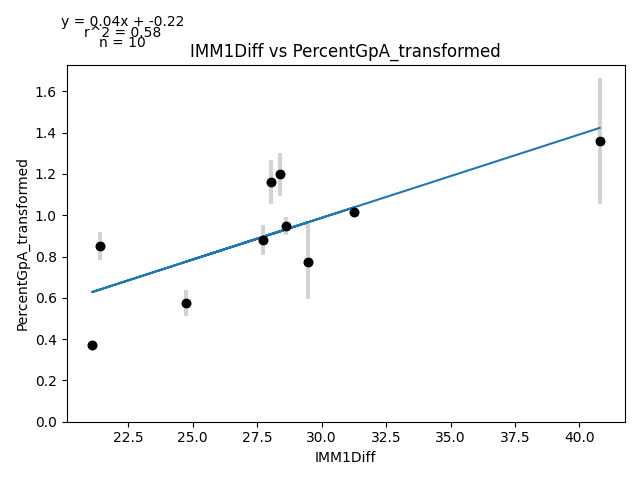 y = 0.04x + -0.22
r^2 = 0.58
n = 10
IMM1Diff vs PercentGpA_transformed
PercentGpA_transformed
1.6
1.4
1.2
1.0
0.8
0.6
0.4
0.2
0.0
22.5 25.0 27.5 30.0 32.5 35.0 37.5 40.0
IMM1Diff